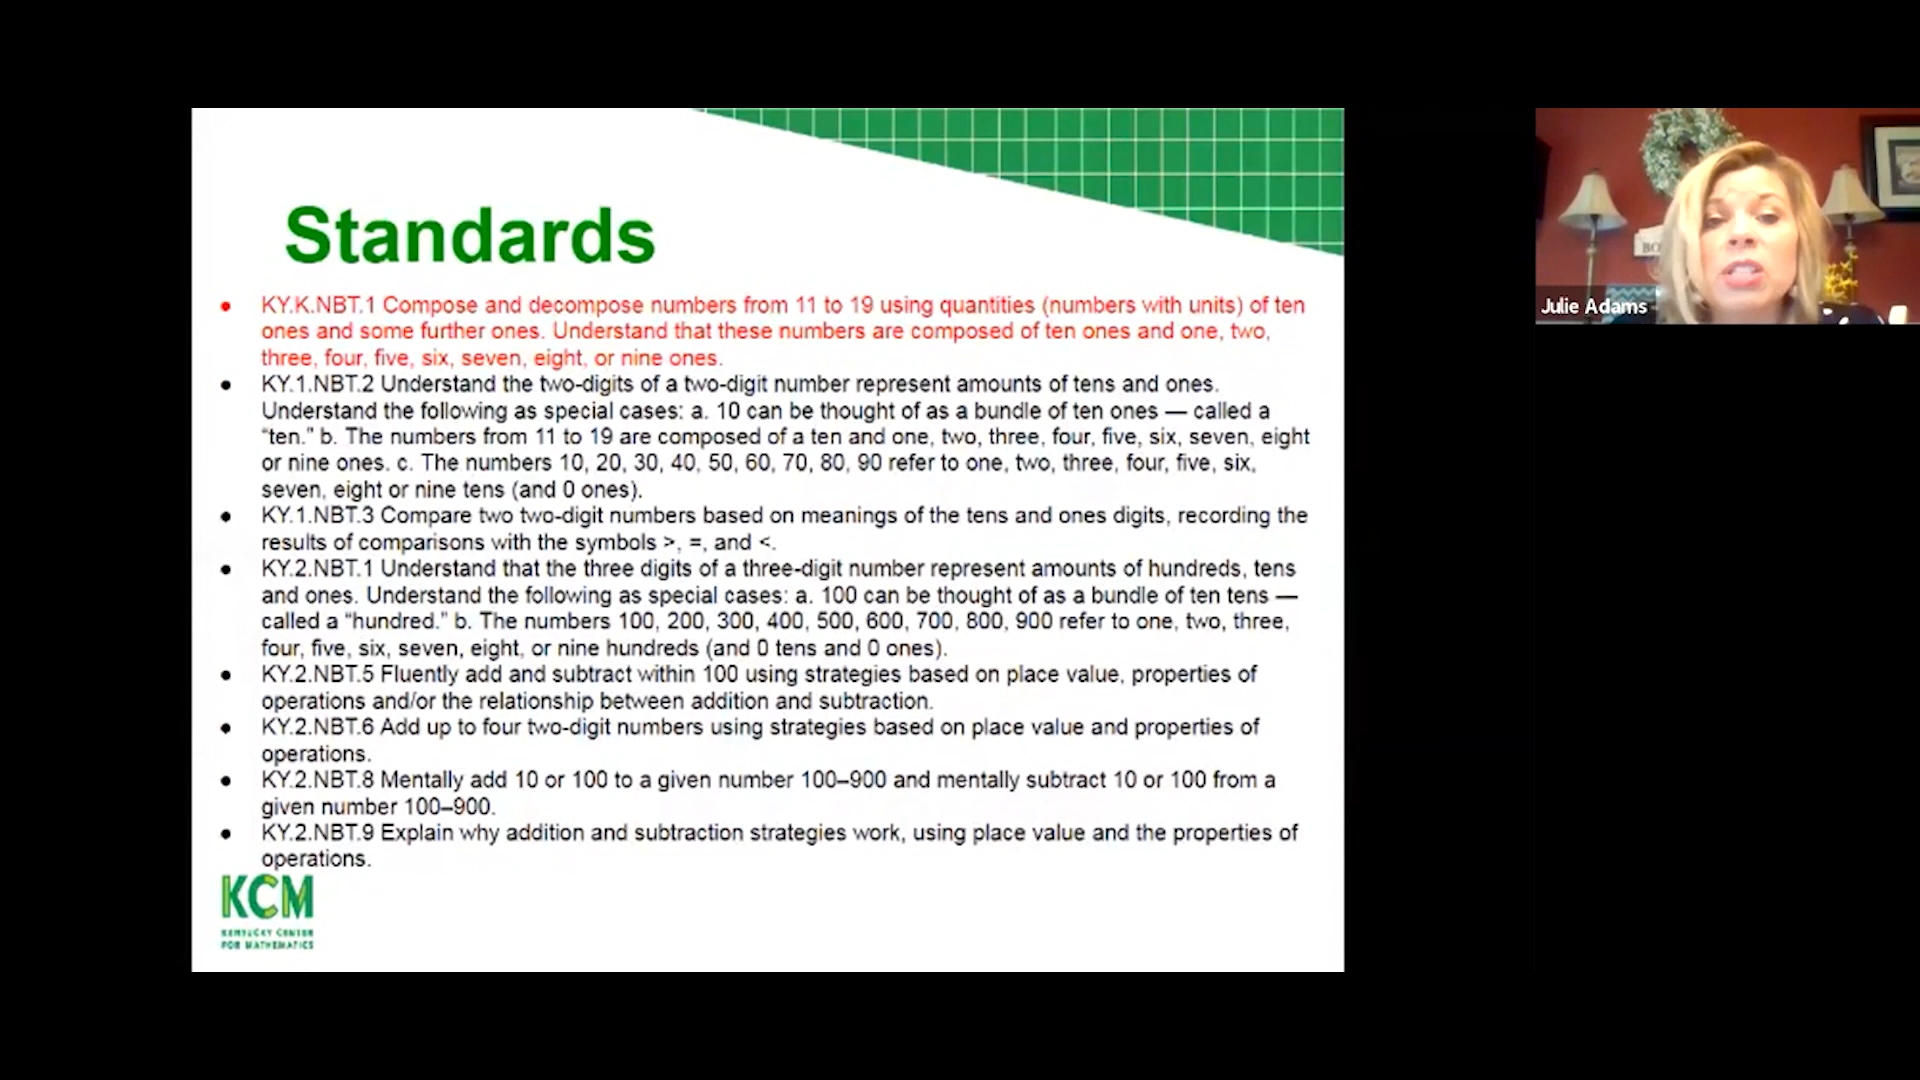 Standards
• KY.K.NBT.1 Compose and decompose numbers from 11 to 19 using quantities (numbers with units) of ten
ones and some further ones. Understand that these numbers are composed of ten ones and one, two,
three, four, five, six, seven, eight, or nine ones.
• KY.1.NBT.2 Understand the two-digits of a two-digit number represent amounts of tens and ones.
Understand the following as special cases: a. 10 can be thought of as a bundle of ten ones — called a
“ten.” b. The numbers from 11 to 19 are composed of a ten and one, two, three, four, five, six, seven, eight
or nine ones. c. The numbers 10, 20, 30, 40, 50, 60, 70, 80, 90 refer to one, two, three, four, five, six,
seven, eight or nine tens (and 0 ones).
• KY.1.NBT.3 Compare two two-digit numbers based on meanings of the tens and ones digits, recording the
results of comparisons with the symbols >, =, and <.
• KY.2.NBT.1 Understand that the three digits of a three-digit number represent amounts of hundreds, tens
and ones. Understand the following as special cases: a. 100 can be thought of as a bundle of ten tens —
called a “hundred.” b. The numbers 100, 200, 300, 400, 500, 600, 700, 800, 900 refer to one, two, three,
four, five, six, seven, eight, or nine hundreds (and 0 tens and 0 ones).
• KY.2.NBT.5 Fluently add and subtract within 100 using strategies based on place value, properties of
operations and/or the relationship between addition and subtraction.
• KY.2.NBT.6 Add up to four two-digit numbers using strategies based on place value and properties of
operations.
• KY.2.NBT.8 Mentally add 10 or 100 to a given number 100–900 and mentally subtract 10 or 100 from a
given number 100–900.
• KY.2.NBT.9 Explain why addition and subtraction strategies work, using place value and the properties of
operations.
KCM
KENTUCKY CENTER
FOR MATHEMATICS
BO
Julie Adams